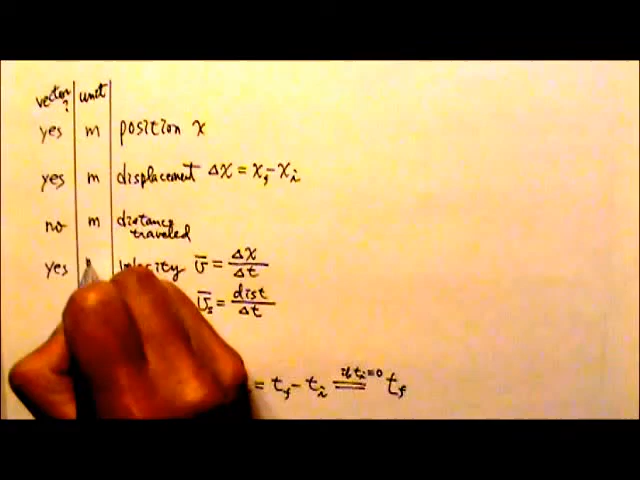 vector? unit
yes m position x
yes m displacement Δx = x_f - x_i
no m distance traveled
yes velocity v̅ = Δx/Δt
v̅_s = dist/Δt
= t_f - t_i = if t_i=0 t_f